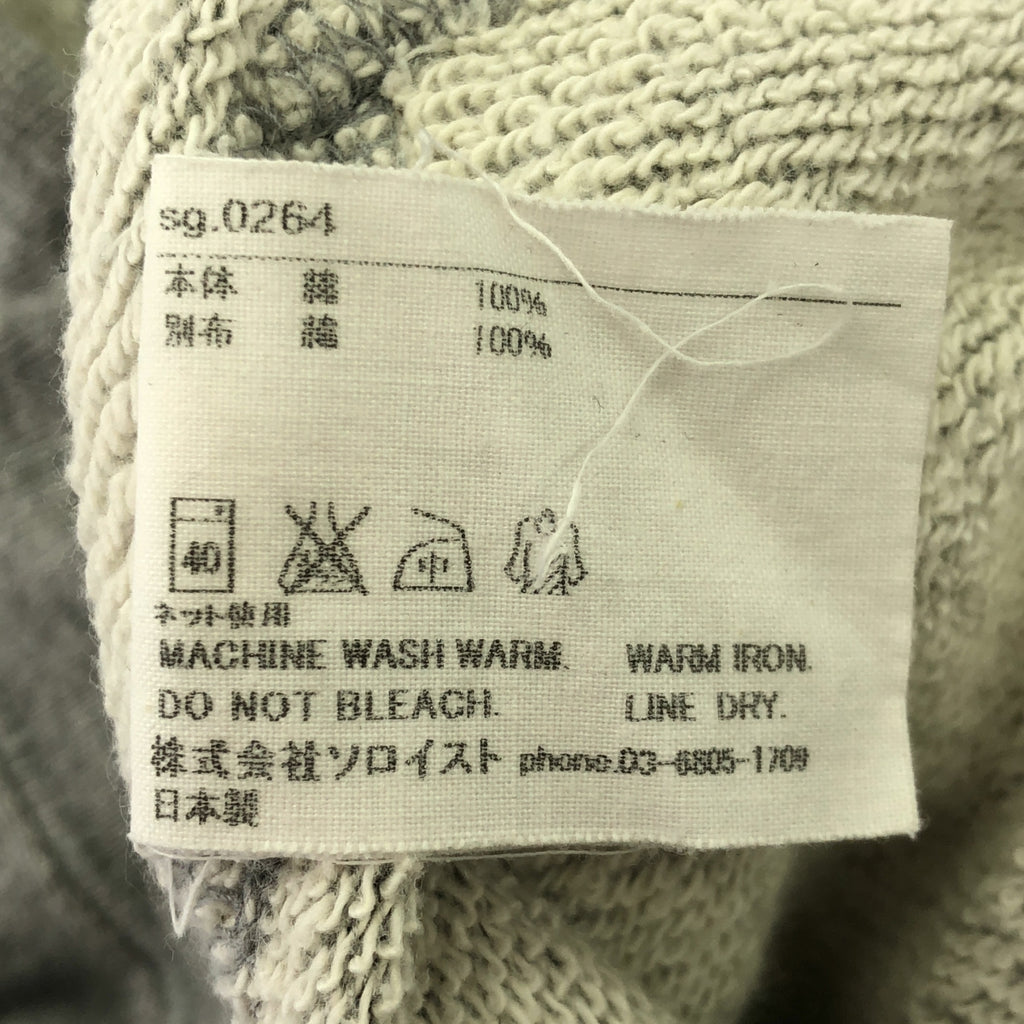 sg.0264
本体 綿 100%
別布 綿 100%
40 中
ネット使用
MACHINE WASH WARM. WARM IRON.
DO NOT BLEACH. LINE DRY.
株式会社ソロイスト phone.03-6805-1709
日本製